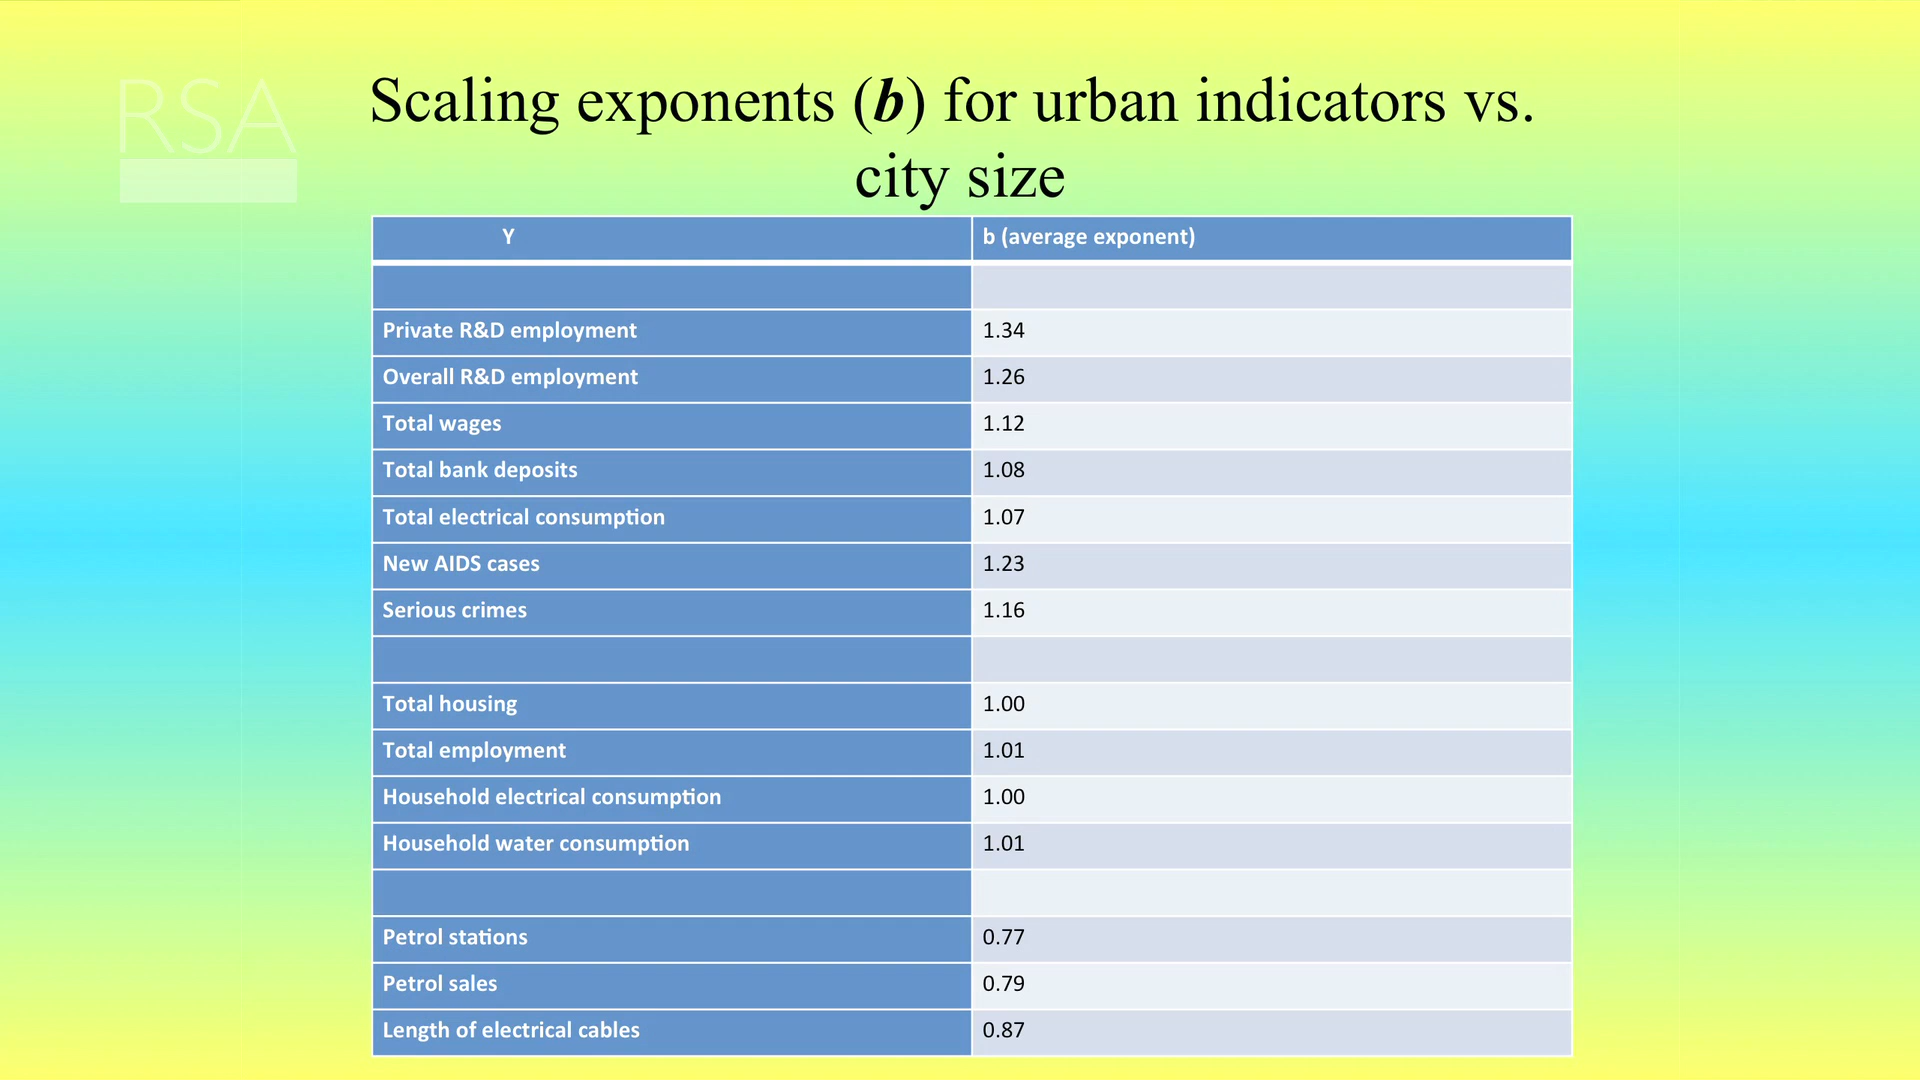 RSA
Scaling exponents (b) for urban indicators vs.
city size
Y b (average exponent)
Private R&D employment 1.34
Overall R&D employment 1.26
Total wages 1.12
Total bank deposits 1.08
Total electrical consumption 1.07
New AIDS cases 1.23
Serious crimes 1.16
Total housing 1.00
Total employment 1.01
Household electrical consumption 1.00
Household water consumption 1.01
Petrol stations 0.77
Petrol sales 0.79
Length of electrical cables 0.87